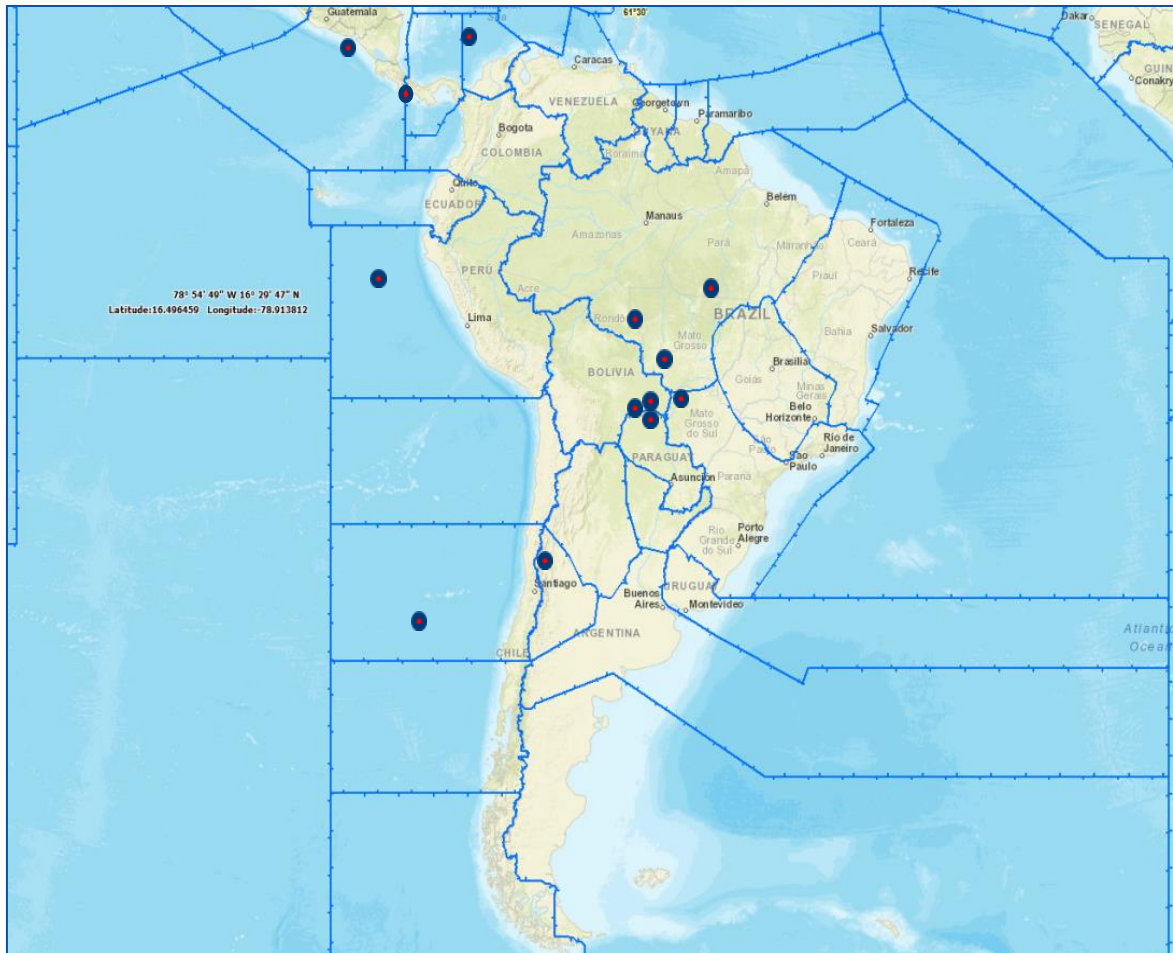 Guatemala
61°30'
Dakar
SENEGAL
GUIN
Conakry
Caracas
VENEZUELA
Georgetown
Paramaribo
GUYANA
Bogota
COLOMBIA
Roraima
Amapá
Quito
ECUADOR
Belém
Manaus
Fortaleza
Amazonas
Pará
Maranhão
Ceará
PERÚ
Piauí
Recife
78° 54' 49" W 16° 29' 47" N
Latitude:16.496459 Longitude:-78.913812
Acre
BRAZIL
Lima
Rondô
Mato
Grosso
Bahia
Salvador
BOLIVIA
Brasília
Goiás
Minas
Gerais
Mato
Grosso
do Sul
Belo
Horizonte
São
Paulo
Rio de
Janeiro
PARAGUAY
Sao
Paulo
Asunción
Paraná
Rio
Grande
do Sul
Porto
Alegre
Santiago
URUGUAY
Buenos
Aires
Montevideo
ARGENTINA
CHILE
Atlantic
Ocean